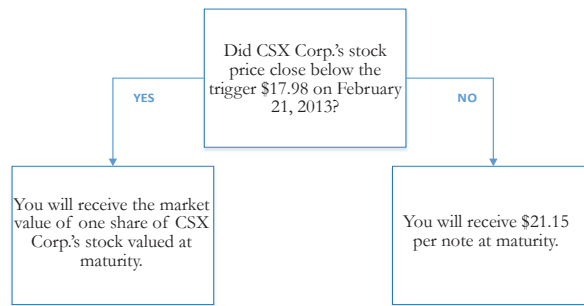 Did CSX Corp.'s stock
price close below the
trigger $17.98 on February
21, 2013?
YES
NO
You will receive the market
value of one share of CSX
Corp.'s stock valued at
maturity.
You will receive $21.15
per note at maturity.